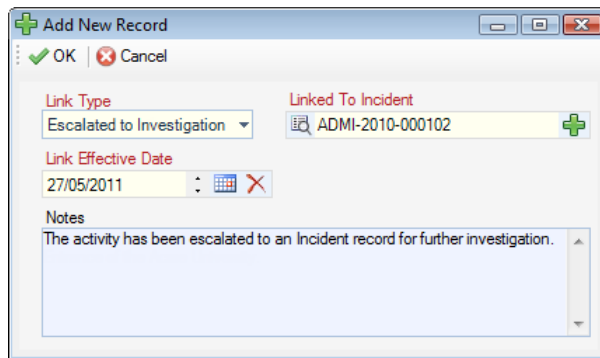 Add New Record
OK Cancel
Link Type Linked To Incident
Escalated to Investigation ADMI-2010-000102
Link Effective Date
27/05/2011
Notes
The activity has been escalated to an Incident record for further investigation.